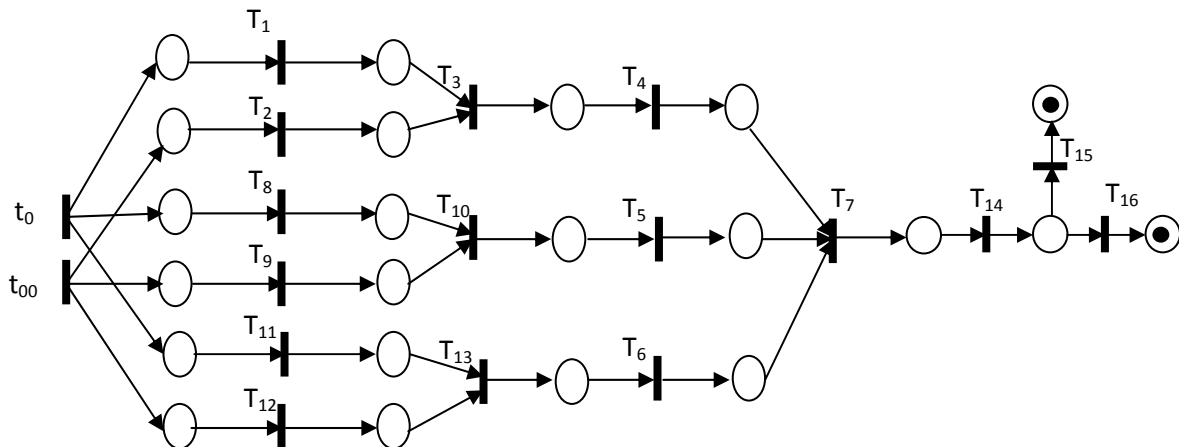 T₁
T₂
T₃
T₄
T₈
T₁₀
T₅
T₉
T₁₁
T₁₃
T₆
T₁₂
t₀
t₀₀
T₇
T₁₄
T₁₅
T₁₆